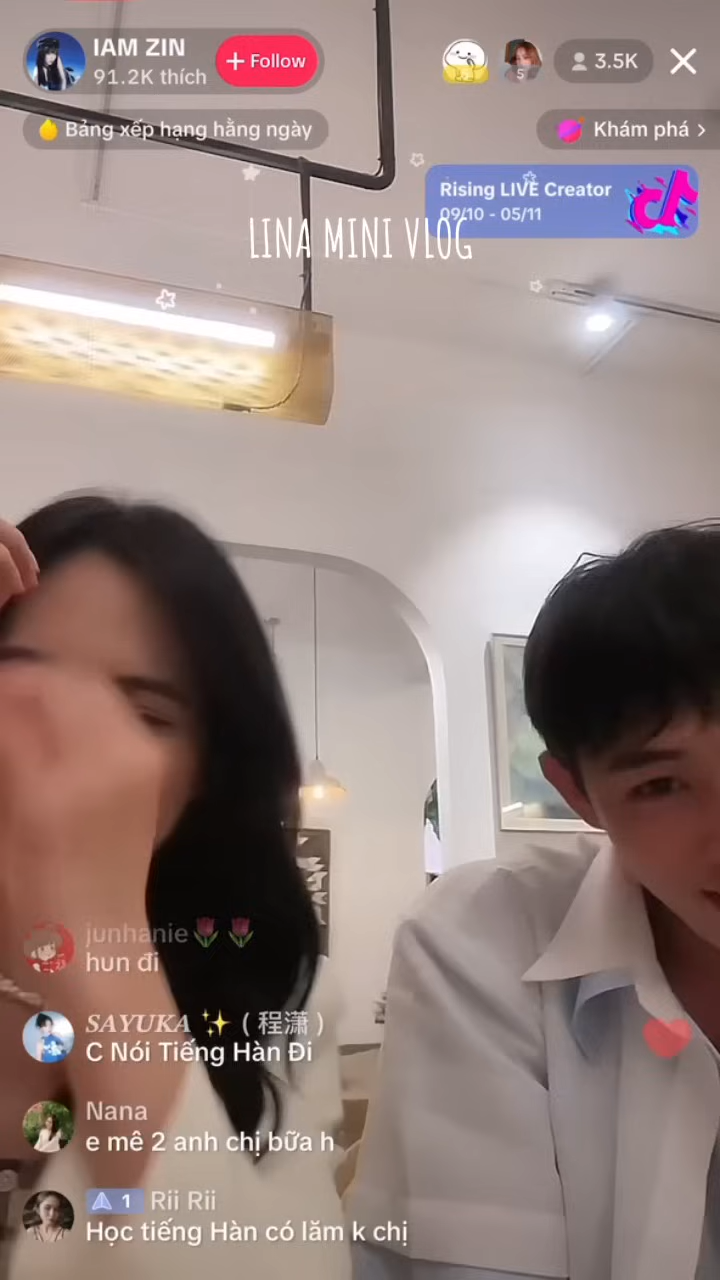 IAM ZIN
91.2K thích
+ Follow
5
3.5K
Bảng xếp hạng hằng ngày
Khám phá >
Rising LIVE Creator
09/10 - 05/11
LINA MINI VLOG
junhanie🌷🌷
hun đi
SAYUKA ✨ ( 程潇 )
C Nói Tiếng Hàn Đi
Nana
e mê 2 anh chị bữa h
1 Rii Rii
Học tiếng Hàn có lăm k chị